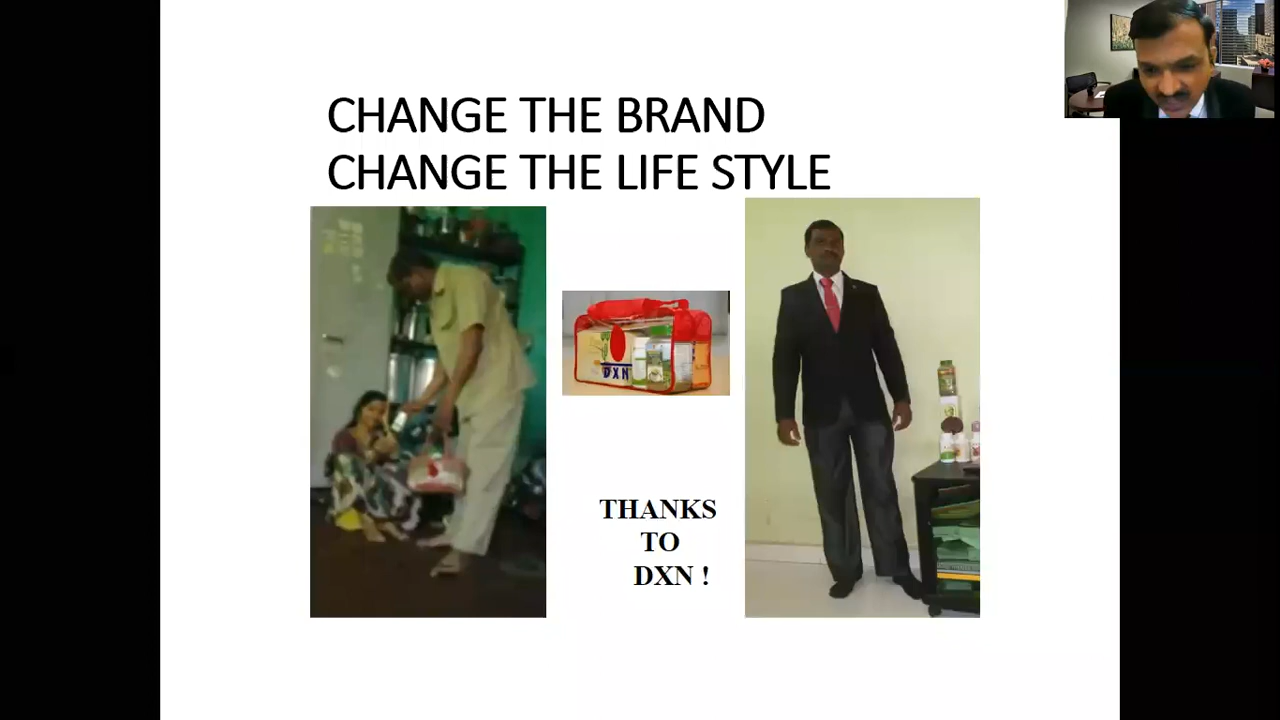 CHANGE THE BRAND
CHANGE THE LIFE STYLE
DXN
THANKS
TO
DXN !